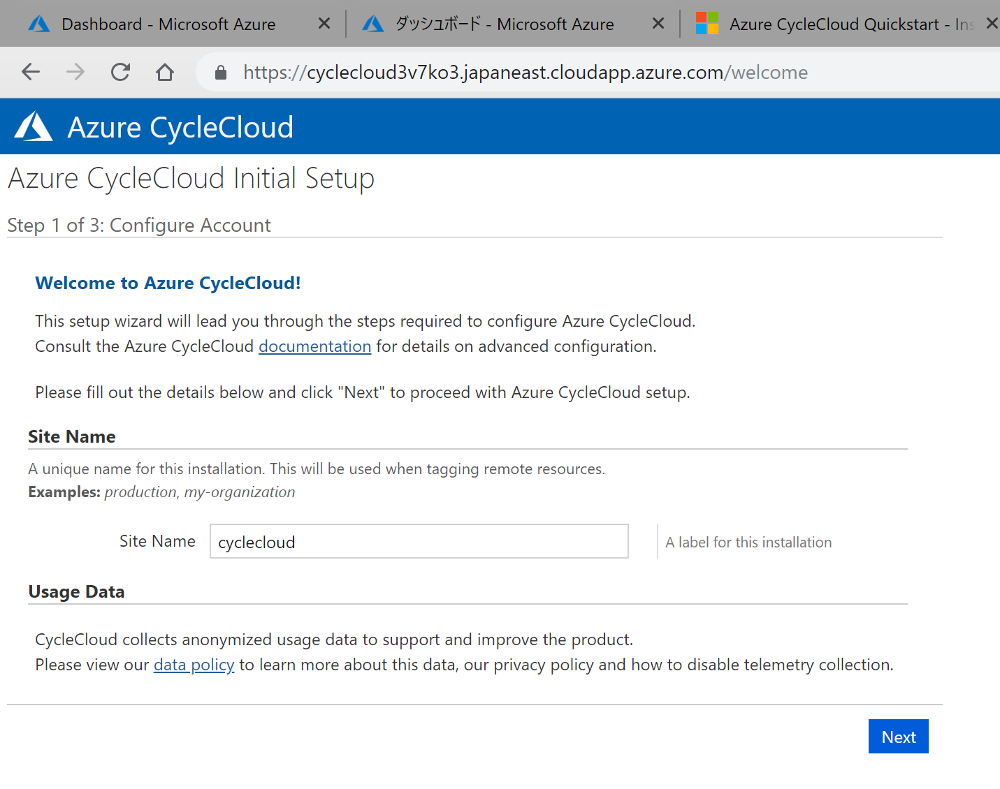 Dashboard - Microsoft Azure
ダッシュボード - Microsoft Azure
Azure CycleCloud Quickstart - Ins
https://cyclecloud3v7ko3.japaneast.cloudapp.azure.com/welcome
Azure CycleCloud
Azure CycleCloud Initial Setup
Step 1 of 3: Configure Account
Welcome to Azure CycleCloud!
This setup wizard will lead you through the steps required to configure Azure CycleCloud.
Consult the Azure CycleCloud documentation for details on advanced configuration.
Please fill out the details below and click "Next" to proceed with Azure CycleCloud setup.
Site Name
A unique name for this installation. This will be used when tagging remote resources.
Examples: production, my-organization
Site Name
cyclecloud
A label for this installation
Usage Data
CycleCloud collects anonymized usage data to support and improve the product.
Please view our data policy to learn more about this data, our privacy policy and how to disable telemetry collection.
Next